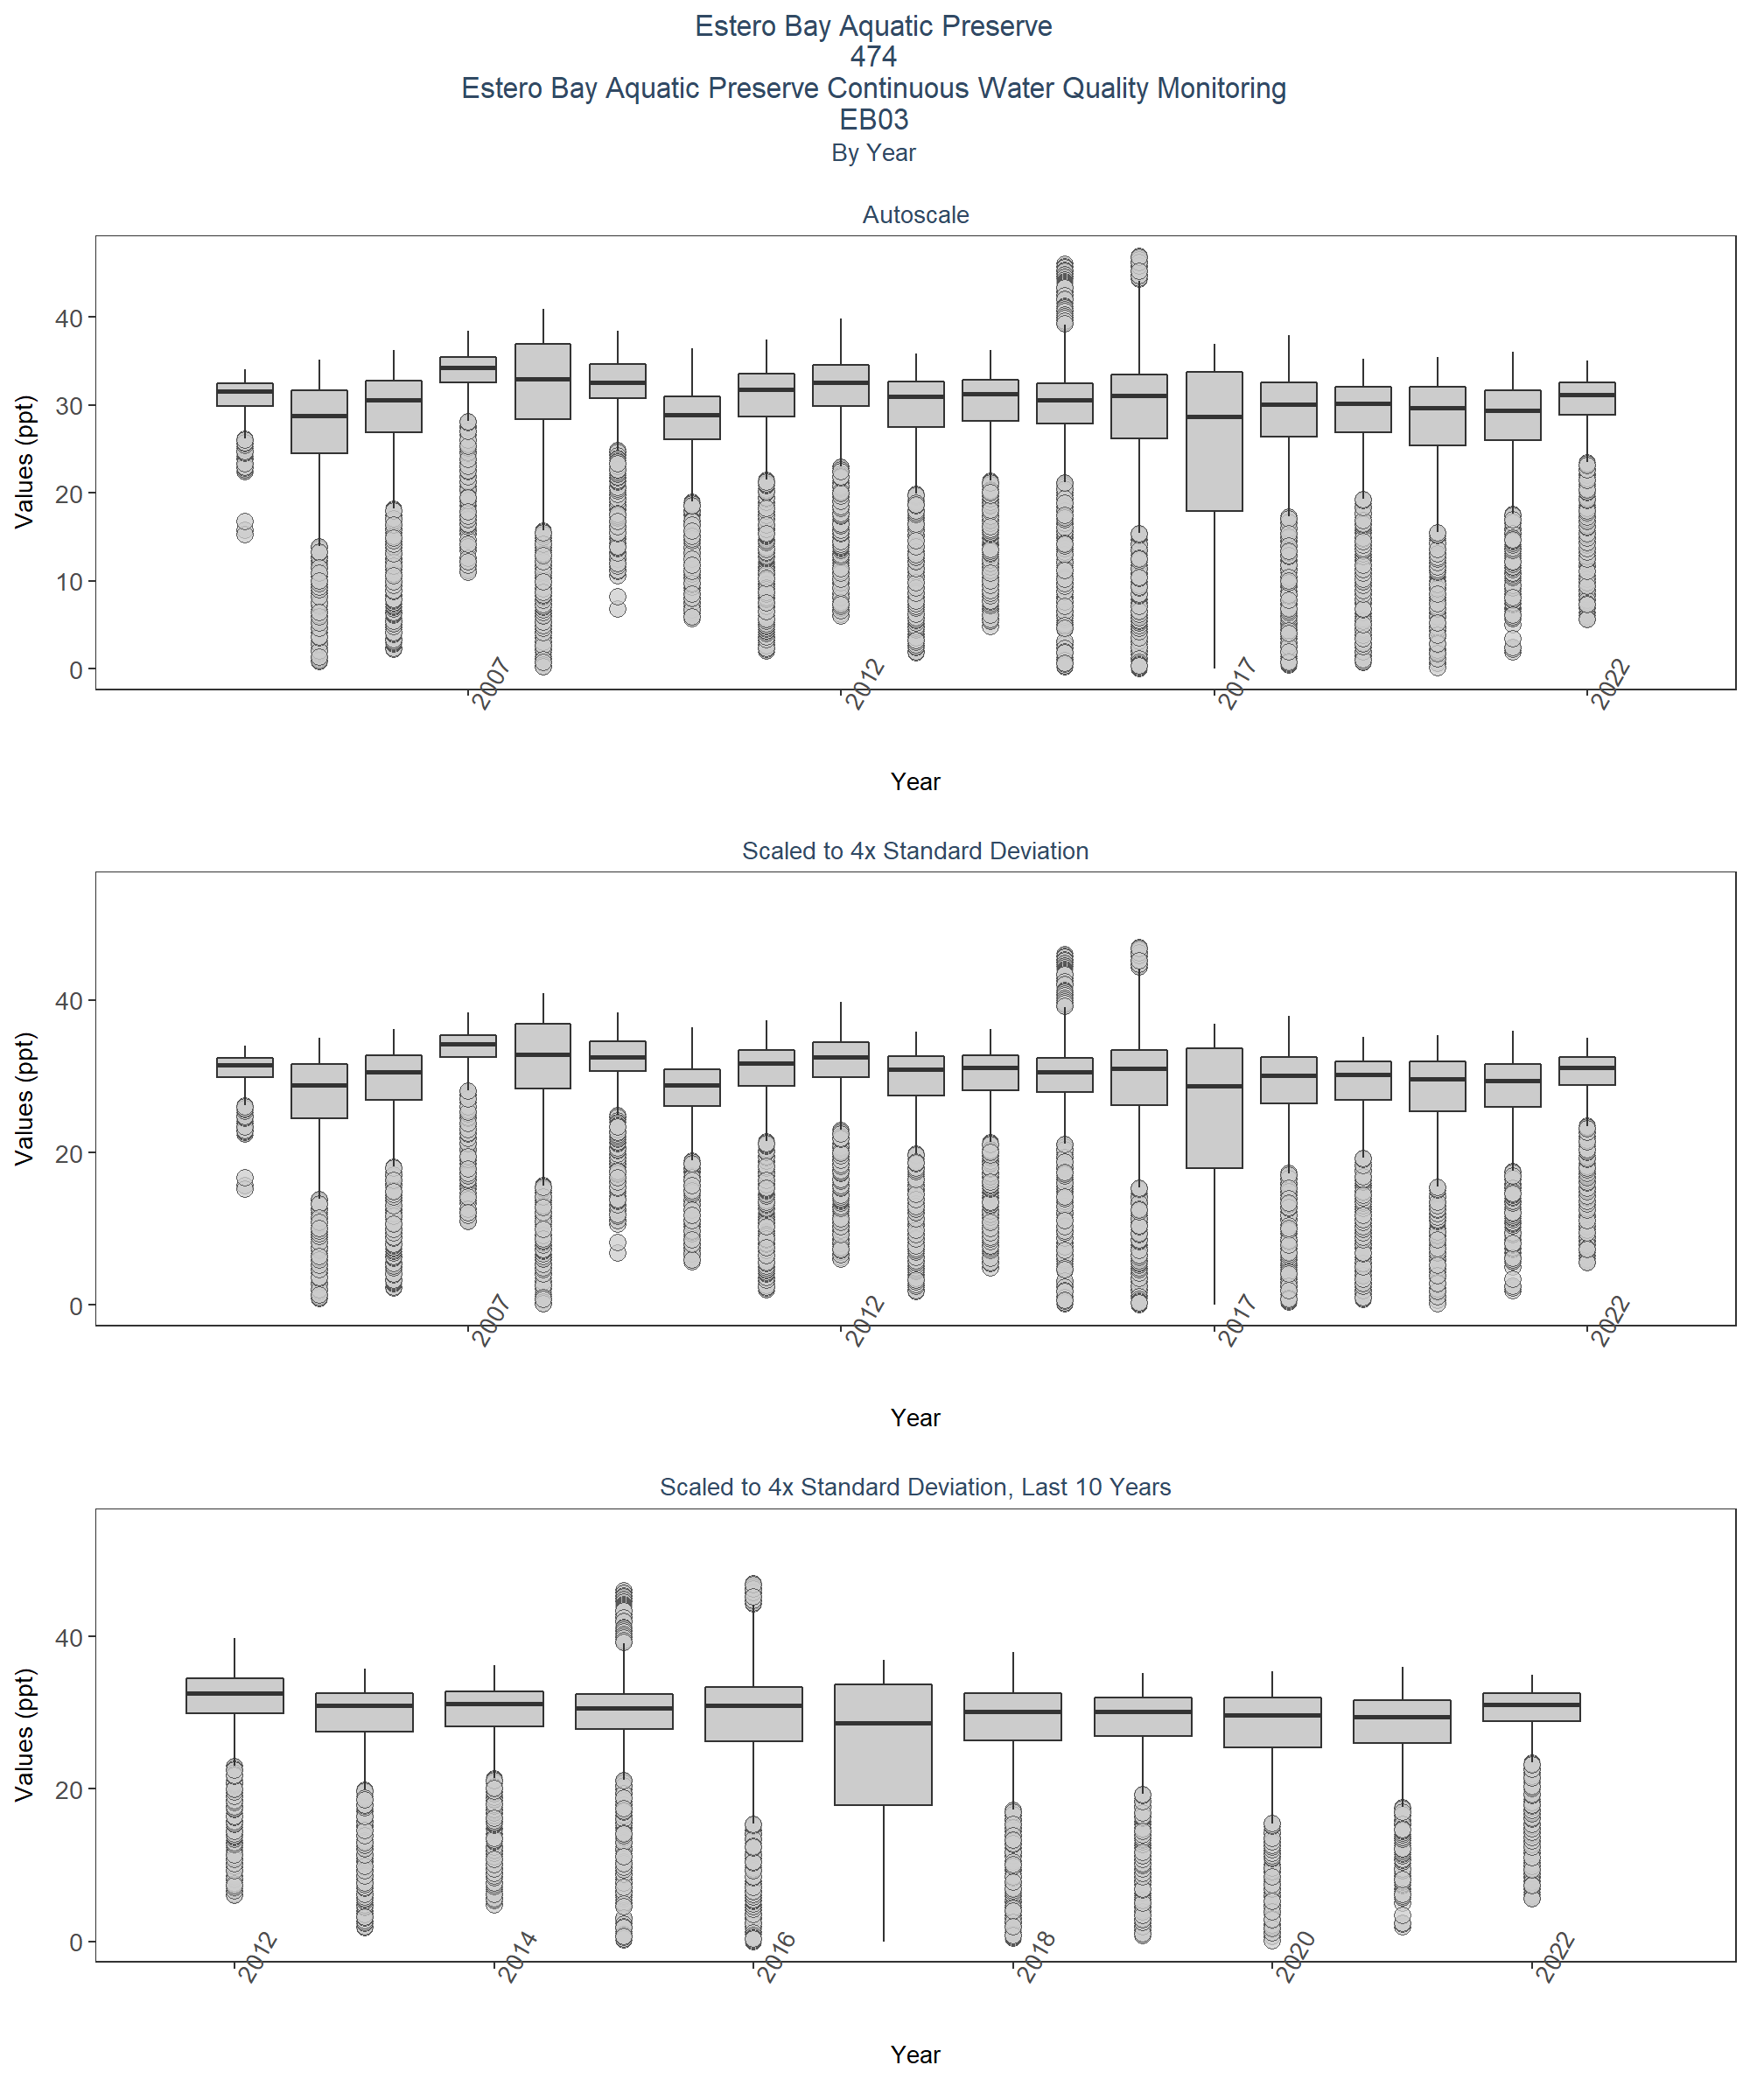 Estero Bay Aquatic Preserve
474
Estero Bay Aquatic Preserve Continuous Water Quality Monitoring
EB03
By Year
Autoscale
Values (ppt)
40
30
20
10
0
2007 2012 2017 2022
Year
Scaled to 4x Standard Deviation
Values (ppt)
40
20
0
2007 2012 2017 2022
Year
Scaled to 4x Standard Deviation, Last 10 Years
Values (ppt)
40
20
0
2012 2014 2016 2018 2020 2022
Year